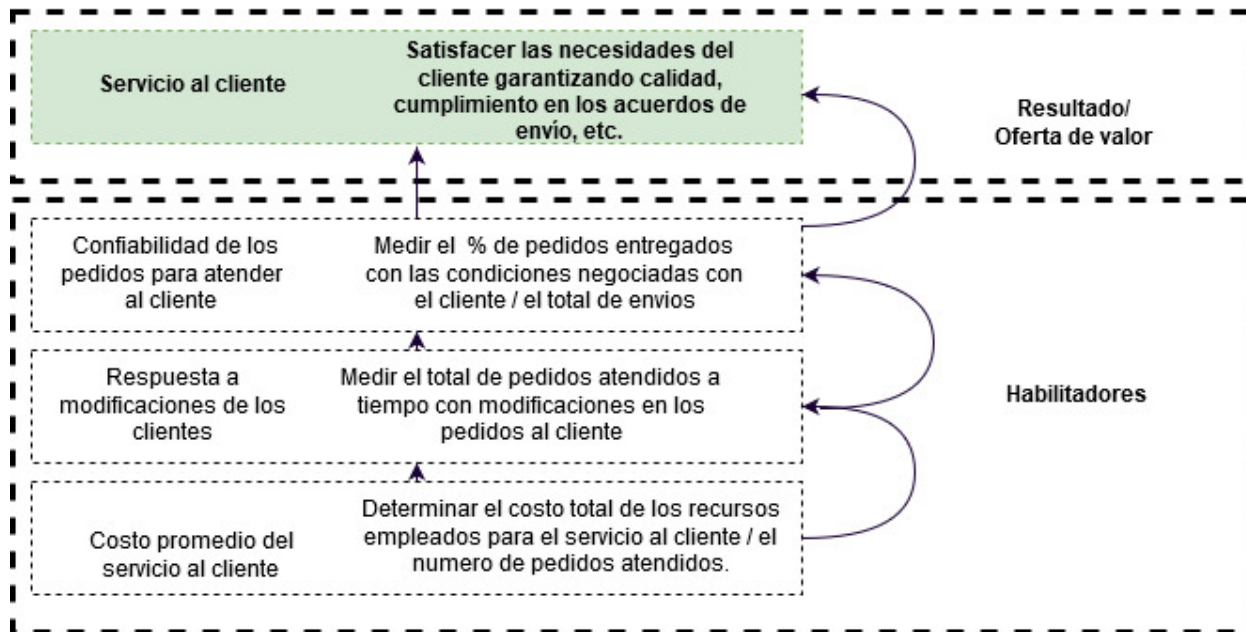 Servicio al cliente
Satisfacer las necesidades del
cliente garantizando calidad,
cumplimiento en los acuerdos de
envío, etc.
Resultado/
Oferta de valor
Confiabilidad de los
pedidos para atender
al cliente
Medir el % de pedidos entregados
con las condiciones negociadas con
el cliente / el total de envios
Respuesta a
modificaciones de los
clientes
Medir el total de pedidos atendidos a
tiempo con modificaciones en los
pedidos al cliente
Habilitadores
Costo promedio del
servicio al cliente
Determinar el costo total de los recursos
empleados para el servicio al cliente / el
numero de pedidos atendidos.